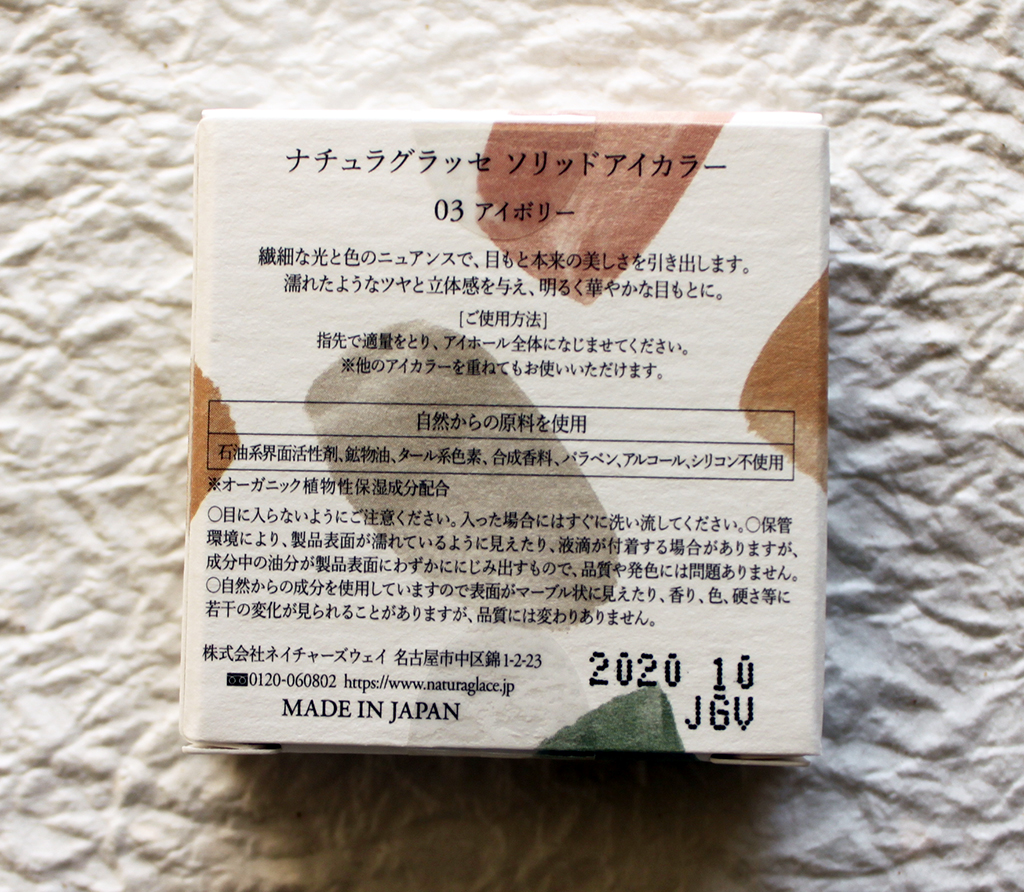 ナチュラグラッセ ソリッドアイカラー
03 アイボリー
繊細な光と色のニュアンスで、目もと本来の美しさを引き出します。
濡れたようなツヤと立体感を与え、明るく華やかな目もとに。
[ご使用方法]
指先で適量をとり、アイホール全体になじませてください。
※他のアイカラーを重ねてもお使いいただけます。
自然からの原料を使用
石油系界面活性剤、鉱物油、タール系色素、合成香料、パラベン、アルコール、シリコン不使用
※オーガニック植物性保湿成分配合
○目に入らないようにご注意ください。入った場合にはすぐに洗い流してください。○保管
環境により、製品表面が濡れているように見えたり、液滴が付着する場合がありますが、
成分中の油分が製品表面にわずかににじみ出すもので、品質や発色には問題ありません。
○自然からの成分を使用していますので表面がマーブル状に見えたり、香り、色、硬さ等に
若干の変化が見られることがありますが、品質には変わりありません。
株式会社ネイチャーズウェイ 名古屋市中区錦1-2-23
0120-060802 https://www.naturaglace.jp
MADE IN JAPAN
2020 10
JGV